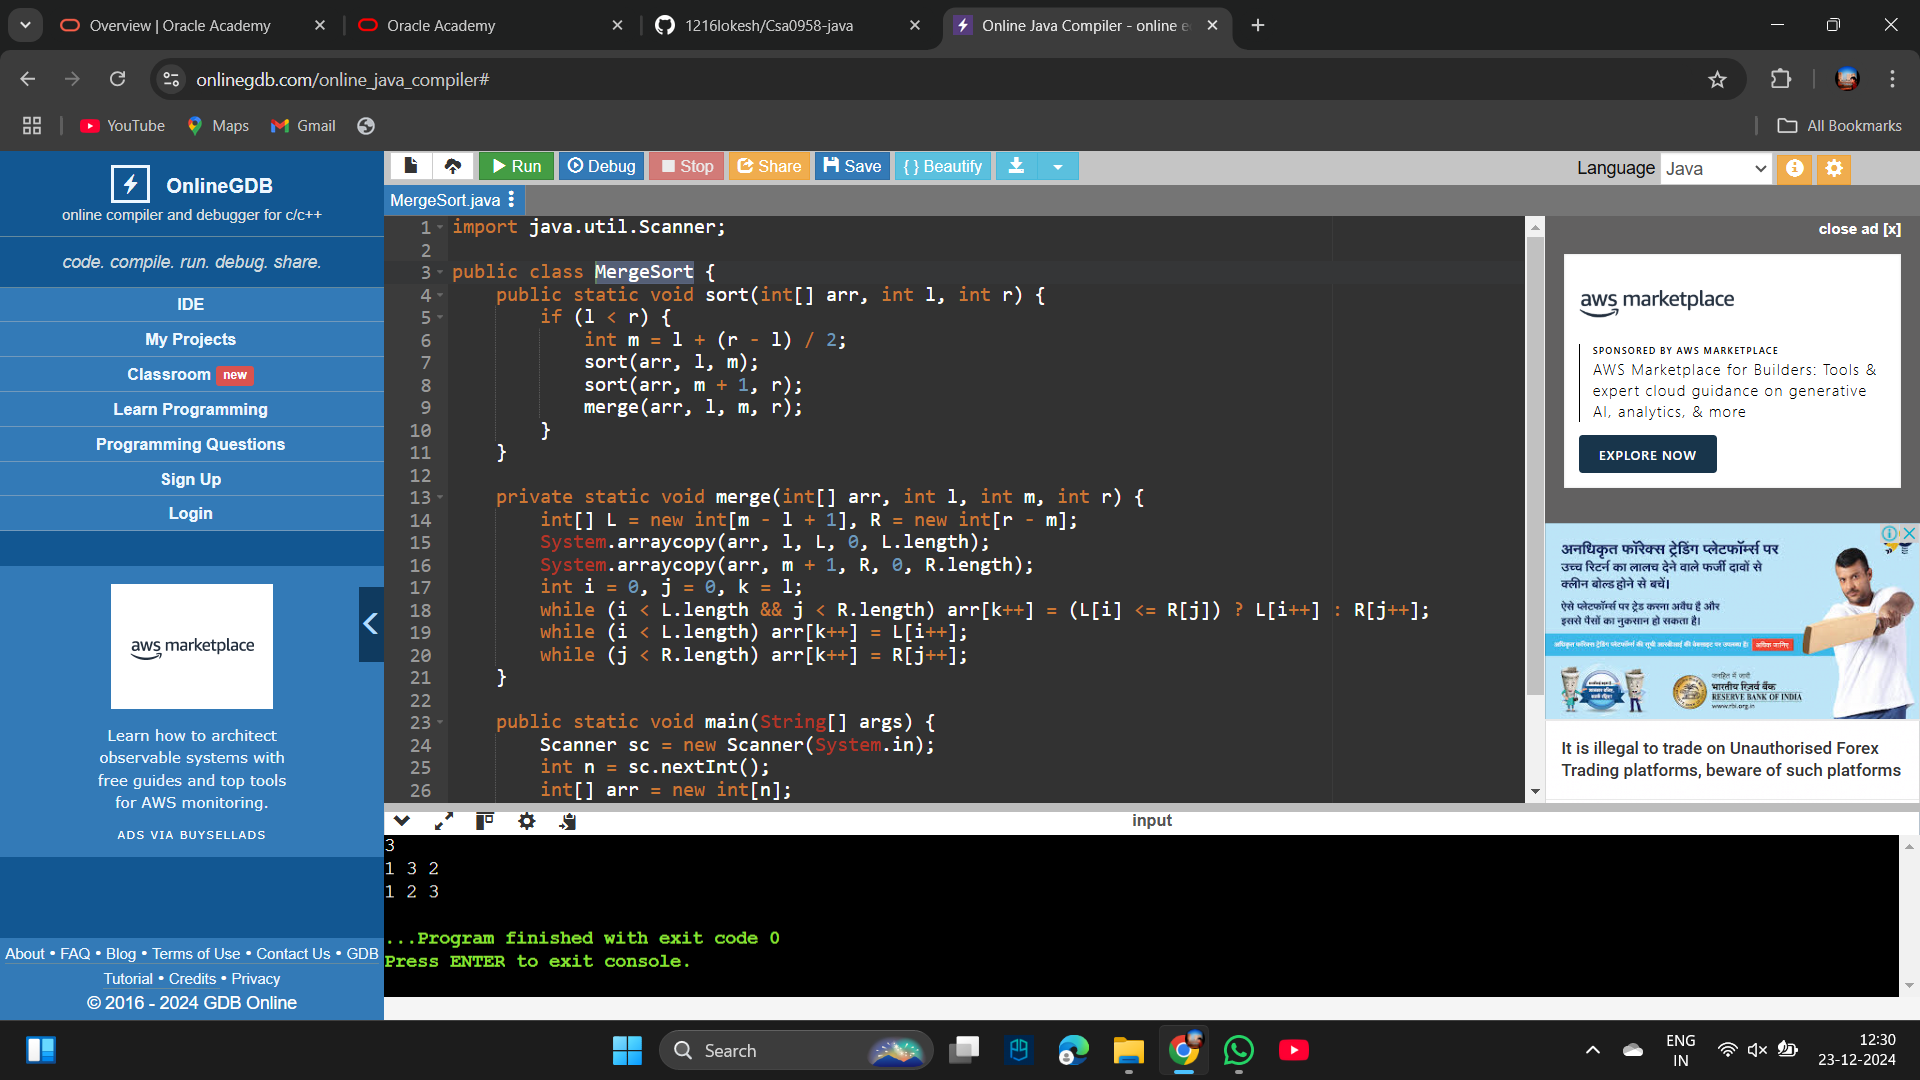 Overview | Oracle Academy
Oracle Academy
1216lokesh/Csa0958-java
Online Java Compiler - online e
onlinegdb.com/online_java_compiler#
YouTube
Maps
Gmail
All Bookmarks
OnlineGDB
online compiler and debugger for c/c++
code. compile. run. debug. share.
IDE
My Projects
Classroom new
Learn Programming
Programming Questions
Sign Up
Login
aws marketplace
Learn how to architect
observable systems with
free guides and top tools
for AWS monitoring.
ADS VIA BUYSELLADS
About • FAQ • Blog • Terms of Use • Contact Us • GDB
Tutorial • Credits • Privacy
© 2016 - 2024 GDB Online
Run
Debug
Stop
Share
Save
{ } Beautify
Language Java
MergeSort.java
1 import java.util.Scanner;
2
3 public class MergeSort {
4 public static void sort(int[] arr, int l, int r) {
5 if (l < r) {
6 int m = l + (r - l) / 2;
7 sort(arr, l, m);
8 sort(arr, m + 1, r);
9 merge(arr, l, m, r);
10 }
11 }
12
13 private static void merge(int[] arr, int l, int m, int r) {
14 int[] L = new int[m - l + 1], R = new int[r - m];
15 System.arraycopy(arr, l, L, 0, L.length);
16 System.arraycopy(arr, m + 1, R, 0, R.length);
17 int i = 0, j = 0, k = l;
18 while (i < L.length && j < R.length) arr[k++] = (L[i] <= R[j]) ? L[i++] : R[j++];
19 while (i < L.length) arr[k++] = L[i++];
20 while (j < R.length) arr[k++] = R[j++];
21 }
22
23 public static void main(String[] args) {
24 Scanner sc = new Scanner(System.in);
25 int n = sc.nextInt();
26 int[] arr = new int[n];
close ad [x]
aws marketplace
SPONSORED BY AWS MARKETPLACE
AWS Marketplace for Builders: Tools &
expert cloud guidance on generative
AI, analytics, & more
EXPLORE NOW
अनधिकृत फॉरेक्स ट्रेडिंग प्लेटफॉर्म्स पर
उच्च रिटर्न का लालच देने वाले फर्जी दावों से
क्लीन बोल्ड होने से बचें।
ऐसे प्लेटफॉर्म्स पर ट्रेड करना अवैध है और
इससे पैसों का नुकसान हो सकता है।
अधिक जानिए
जनहित में जारी
भारतीय रिज़र्व बैंक
RESERVE BANK OF INDIA
www.rbi.org.in
It is illegal to trade on Unauthorised Forex
Trading platforms, beware of such platforms
input
3
1 3 2
1 2 3
...Program finished with exit code 0
Press ENTER to exit console.
Search
ENG
IN
12:30
23-12-2024